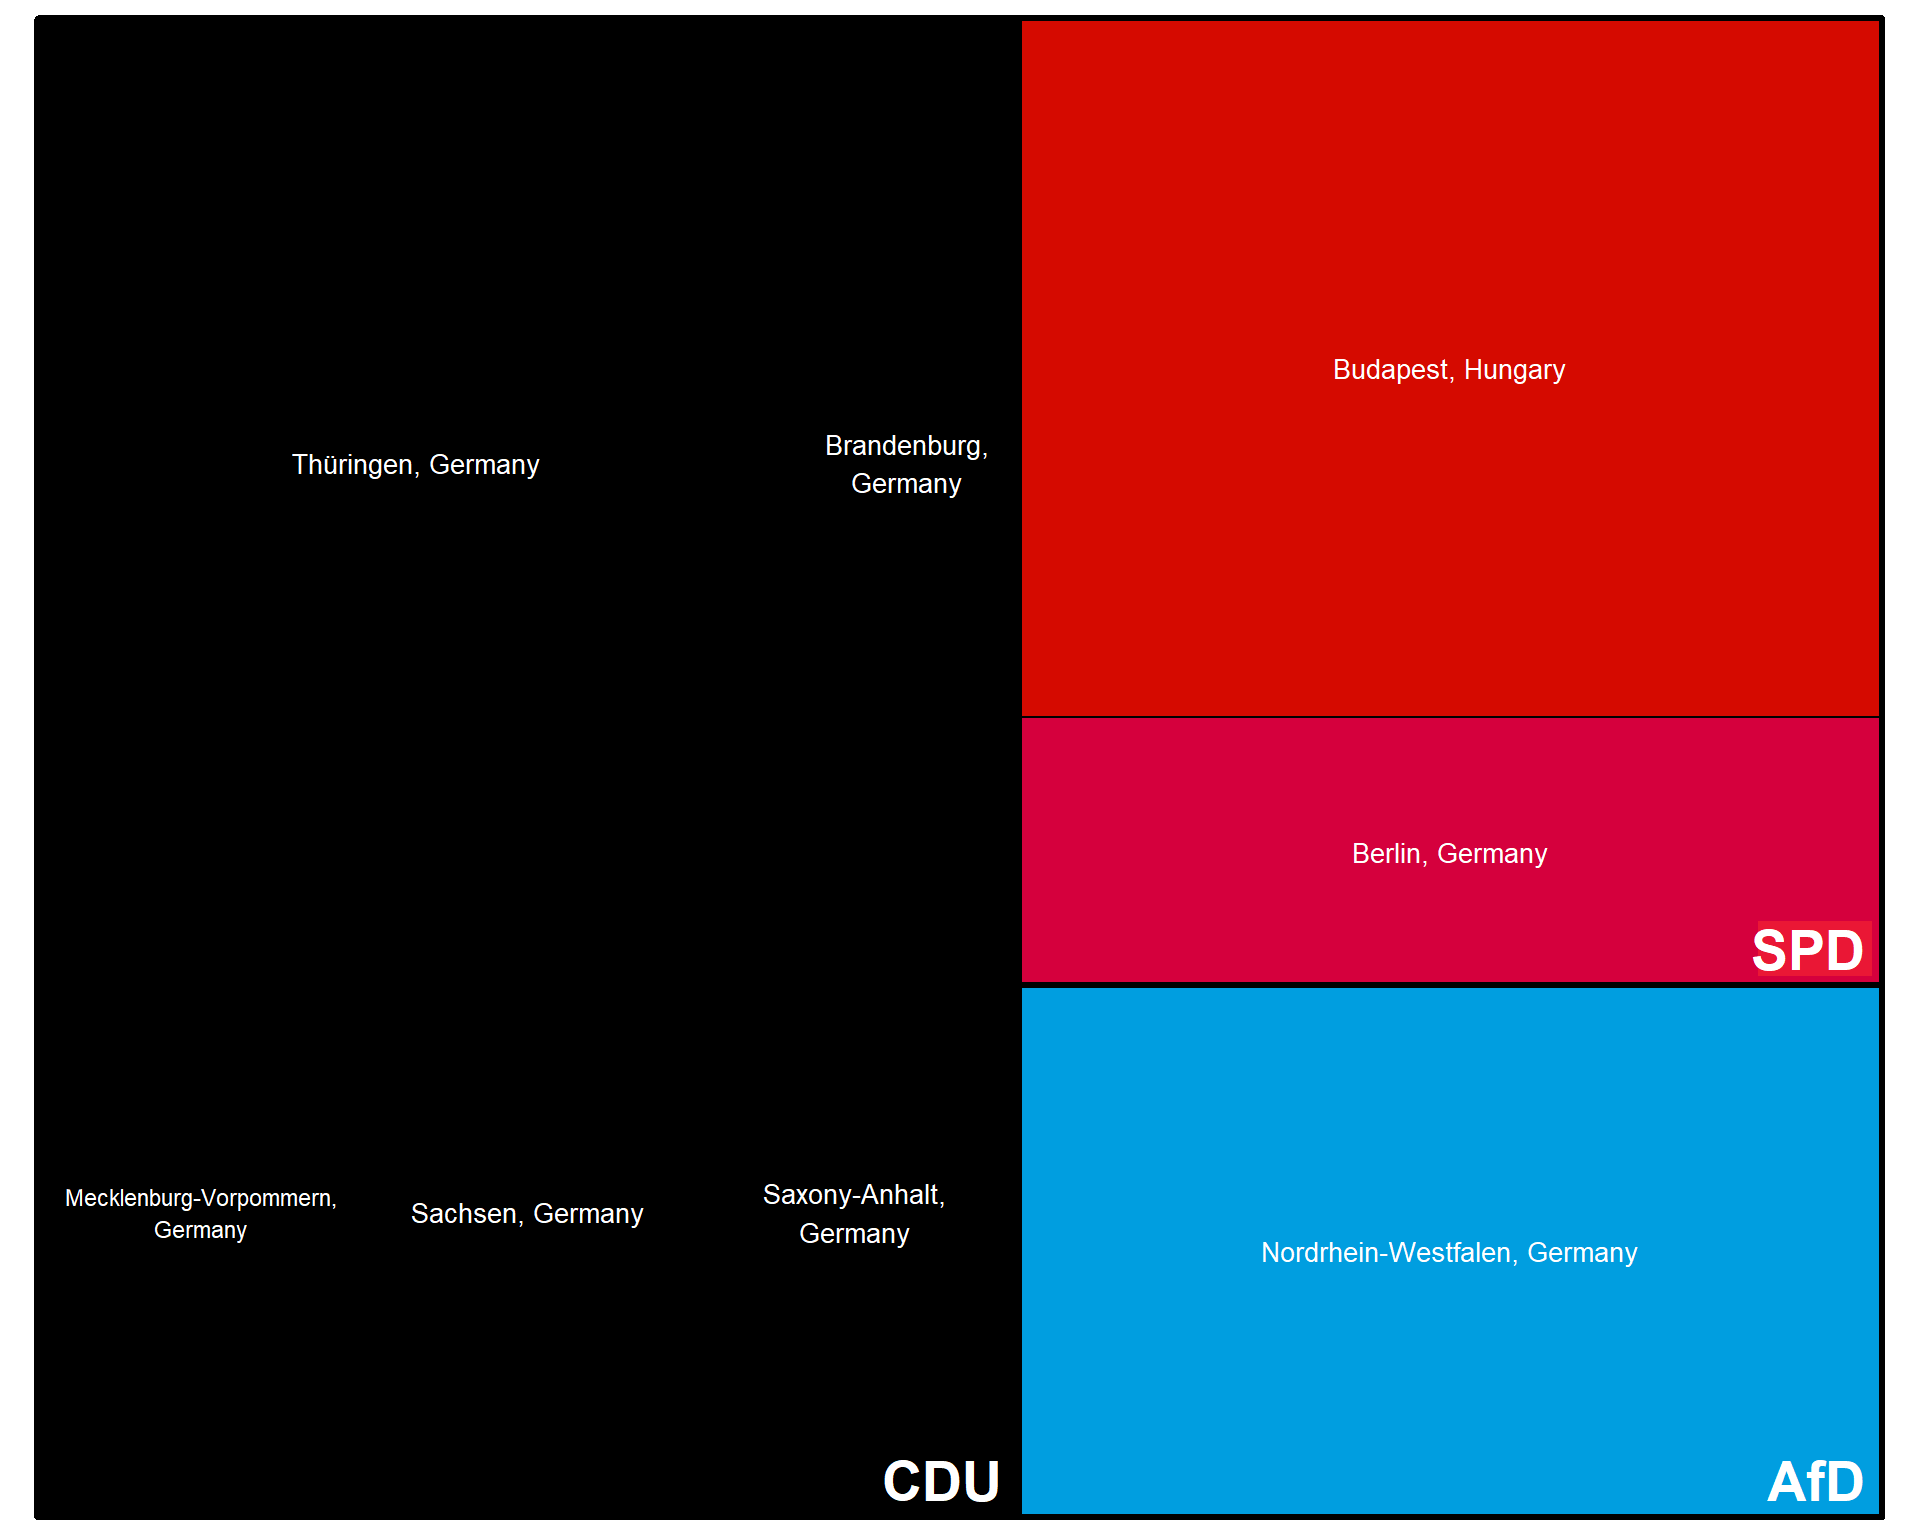 Thüringen, Germany
Brandenburg,
Germany
Mecklenburg-Vorpommern,
Germany
Sachsen, Germany
Saxony-Anhalt,
Germany
CDU
Budapest, Hungary
Berlin, Germany
SPD
Nordrhein-Westfalen, Germany
AfD